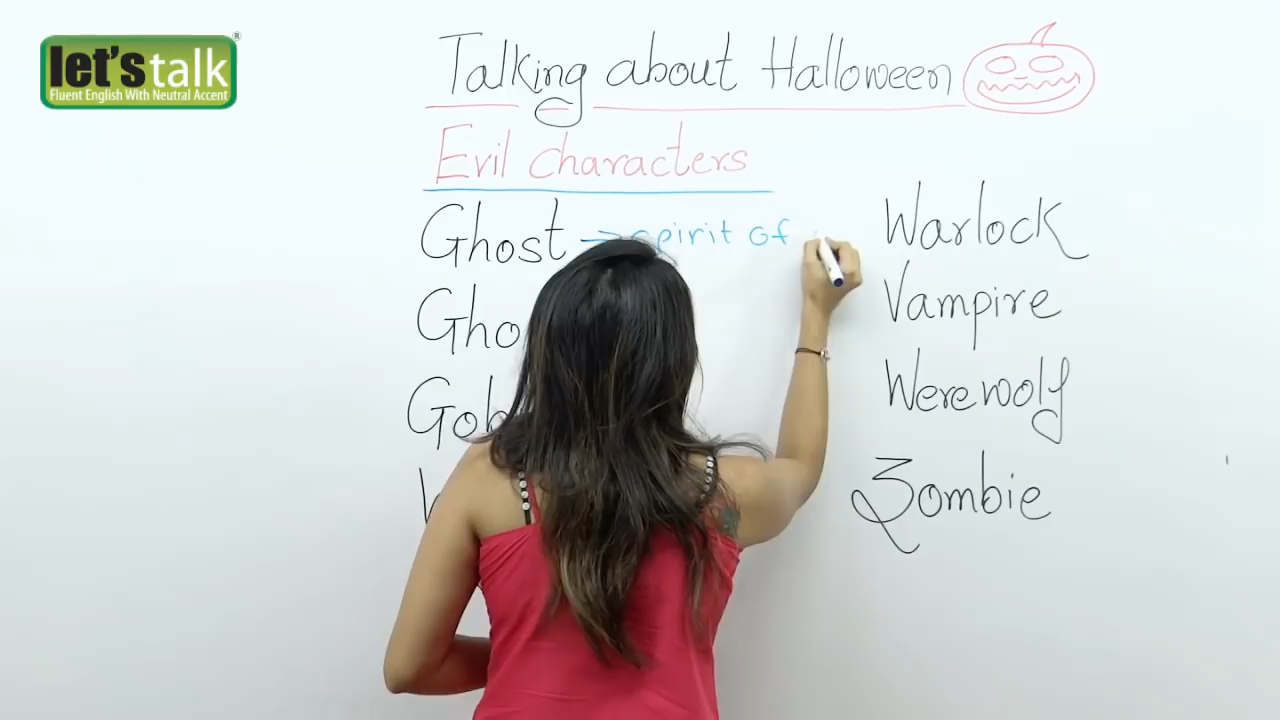 let's talk®
Fluent English With Neutral Accent
Talking about Halloween
Evil characters
Ghost → spirit of
Warlock
Vampire
Werewolf
Zombie